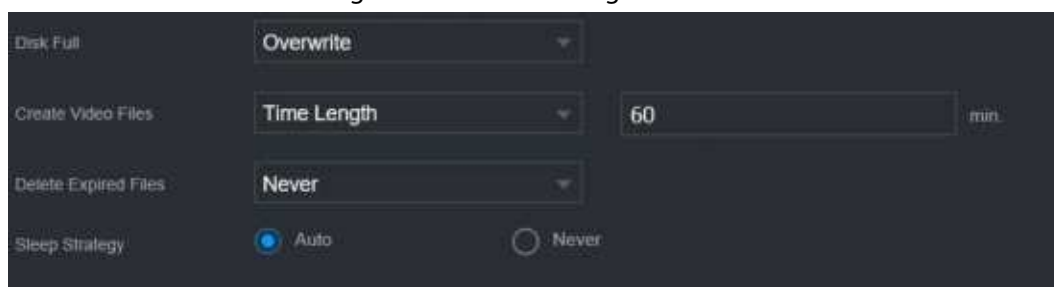 Disk Full Overwrite
Create Video Files Time Length 60 min.
Delete Expired Files Never
Sleep Strategy Auto Never